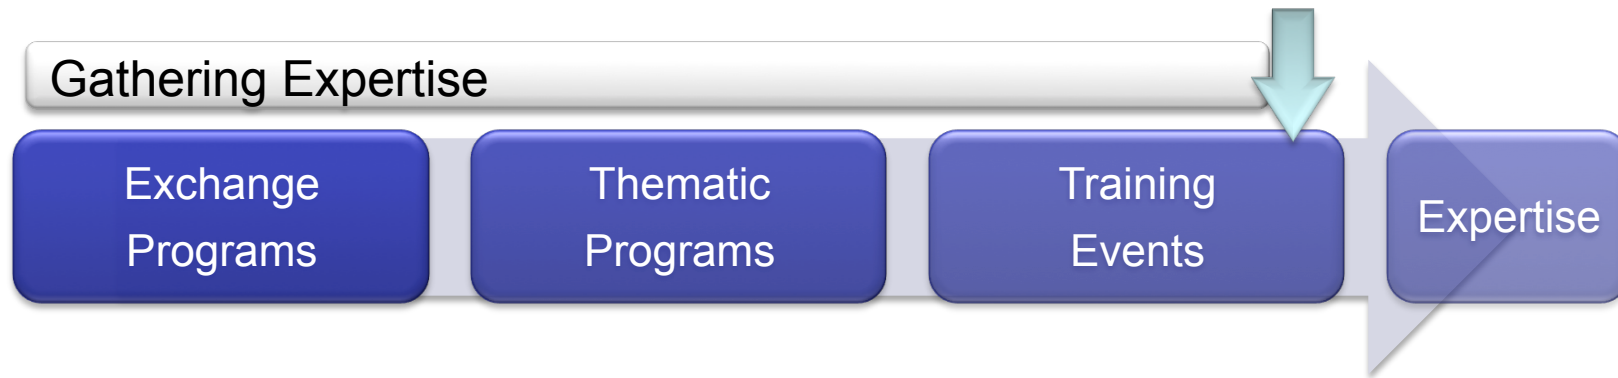 Gathering Expertise
Exchange
Programs
Thematic
Programs
Training
Events
Expertise